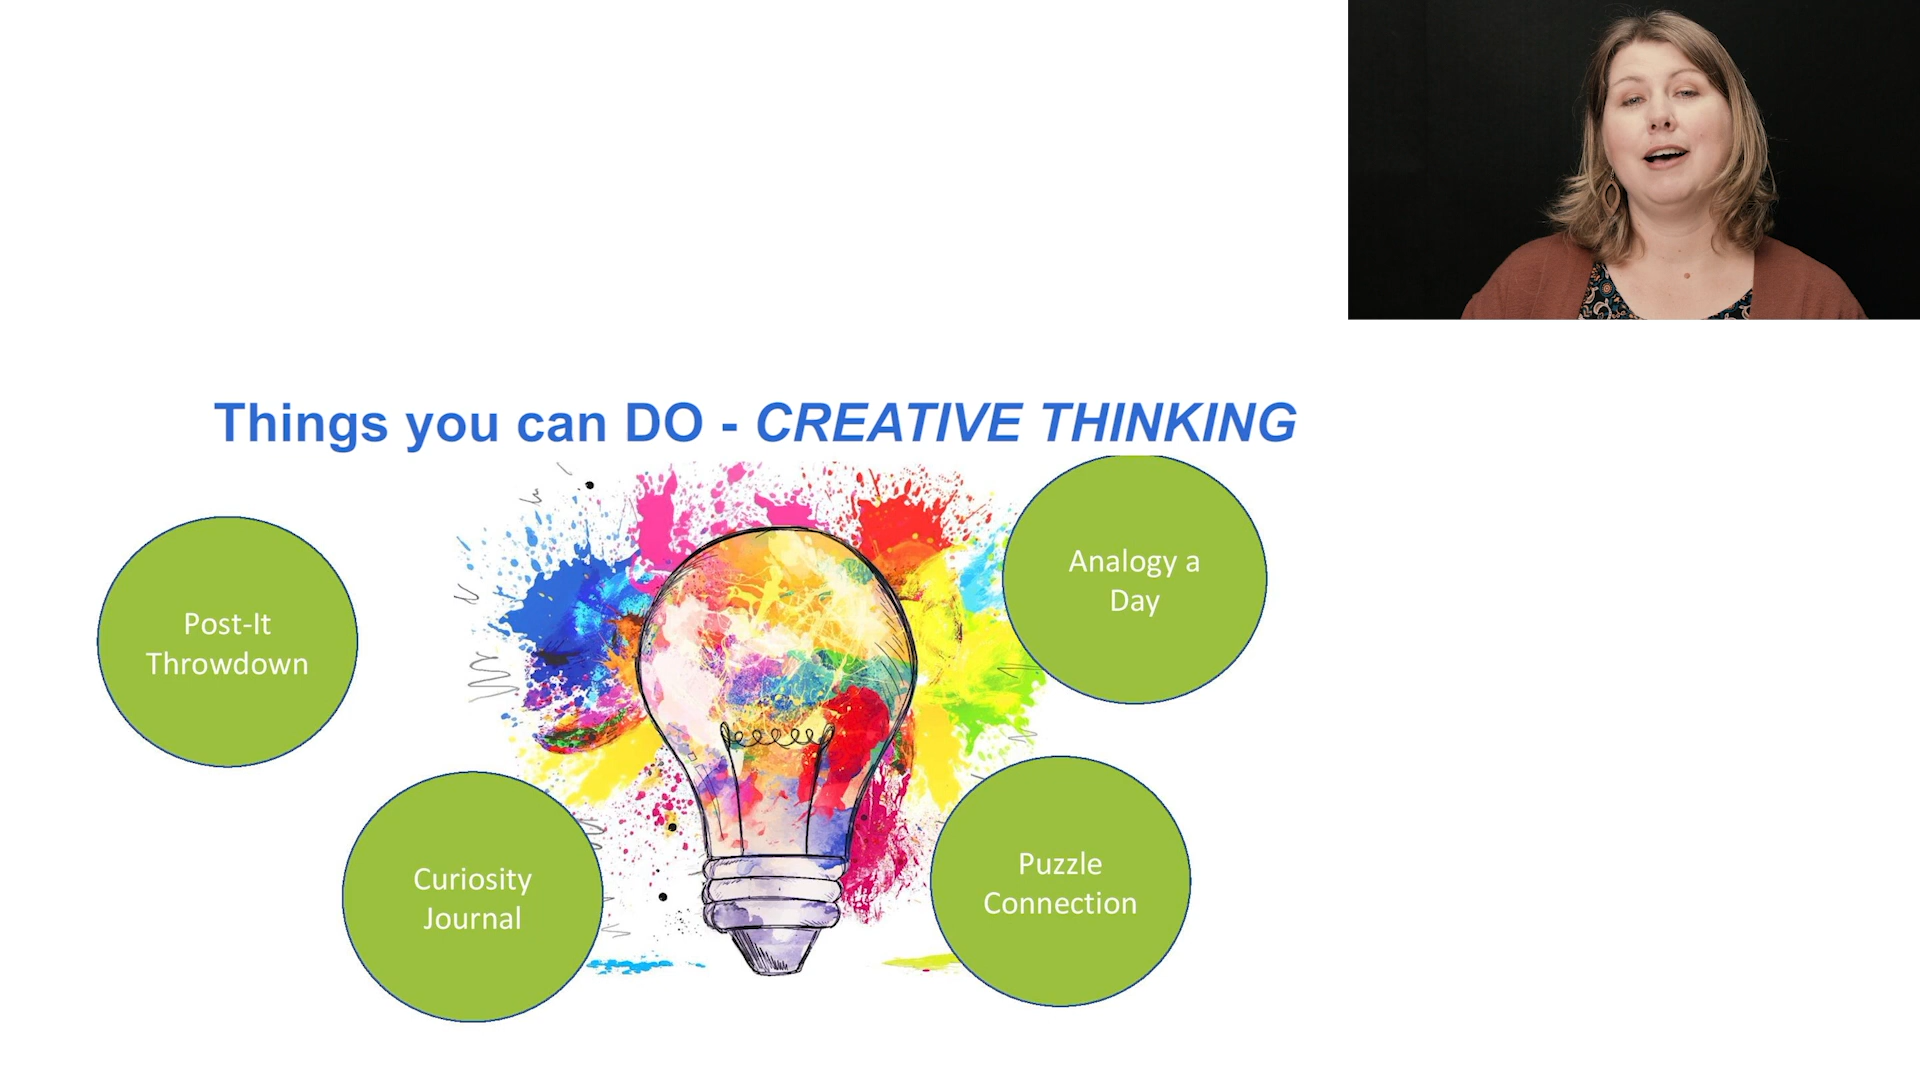 Things you can DO - CREATIVE THINKING
Post-It
Throwdown
Curiosity
Journal
Analogy a
Day
Puzzle
Connection